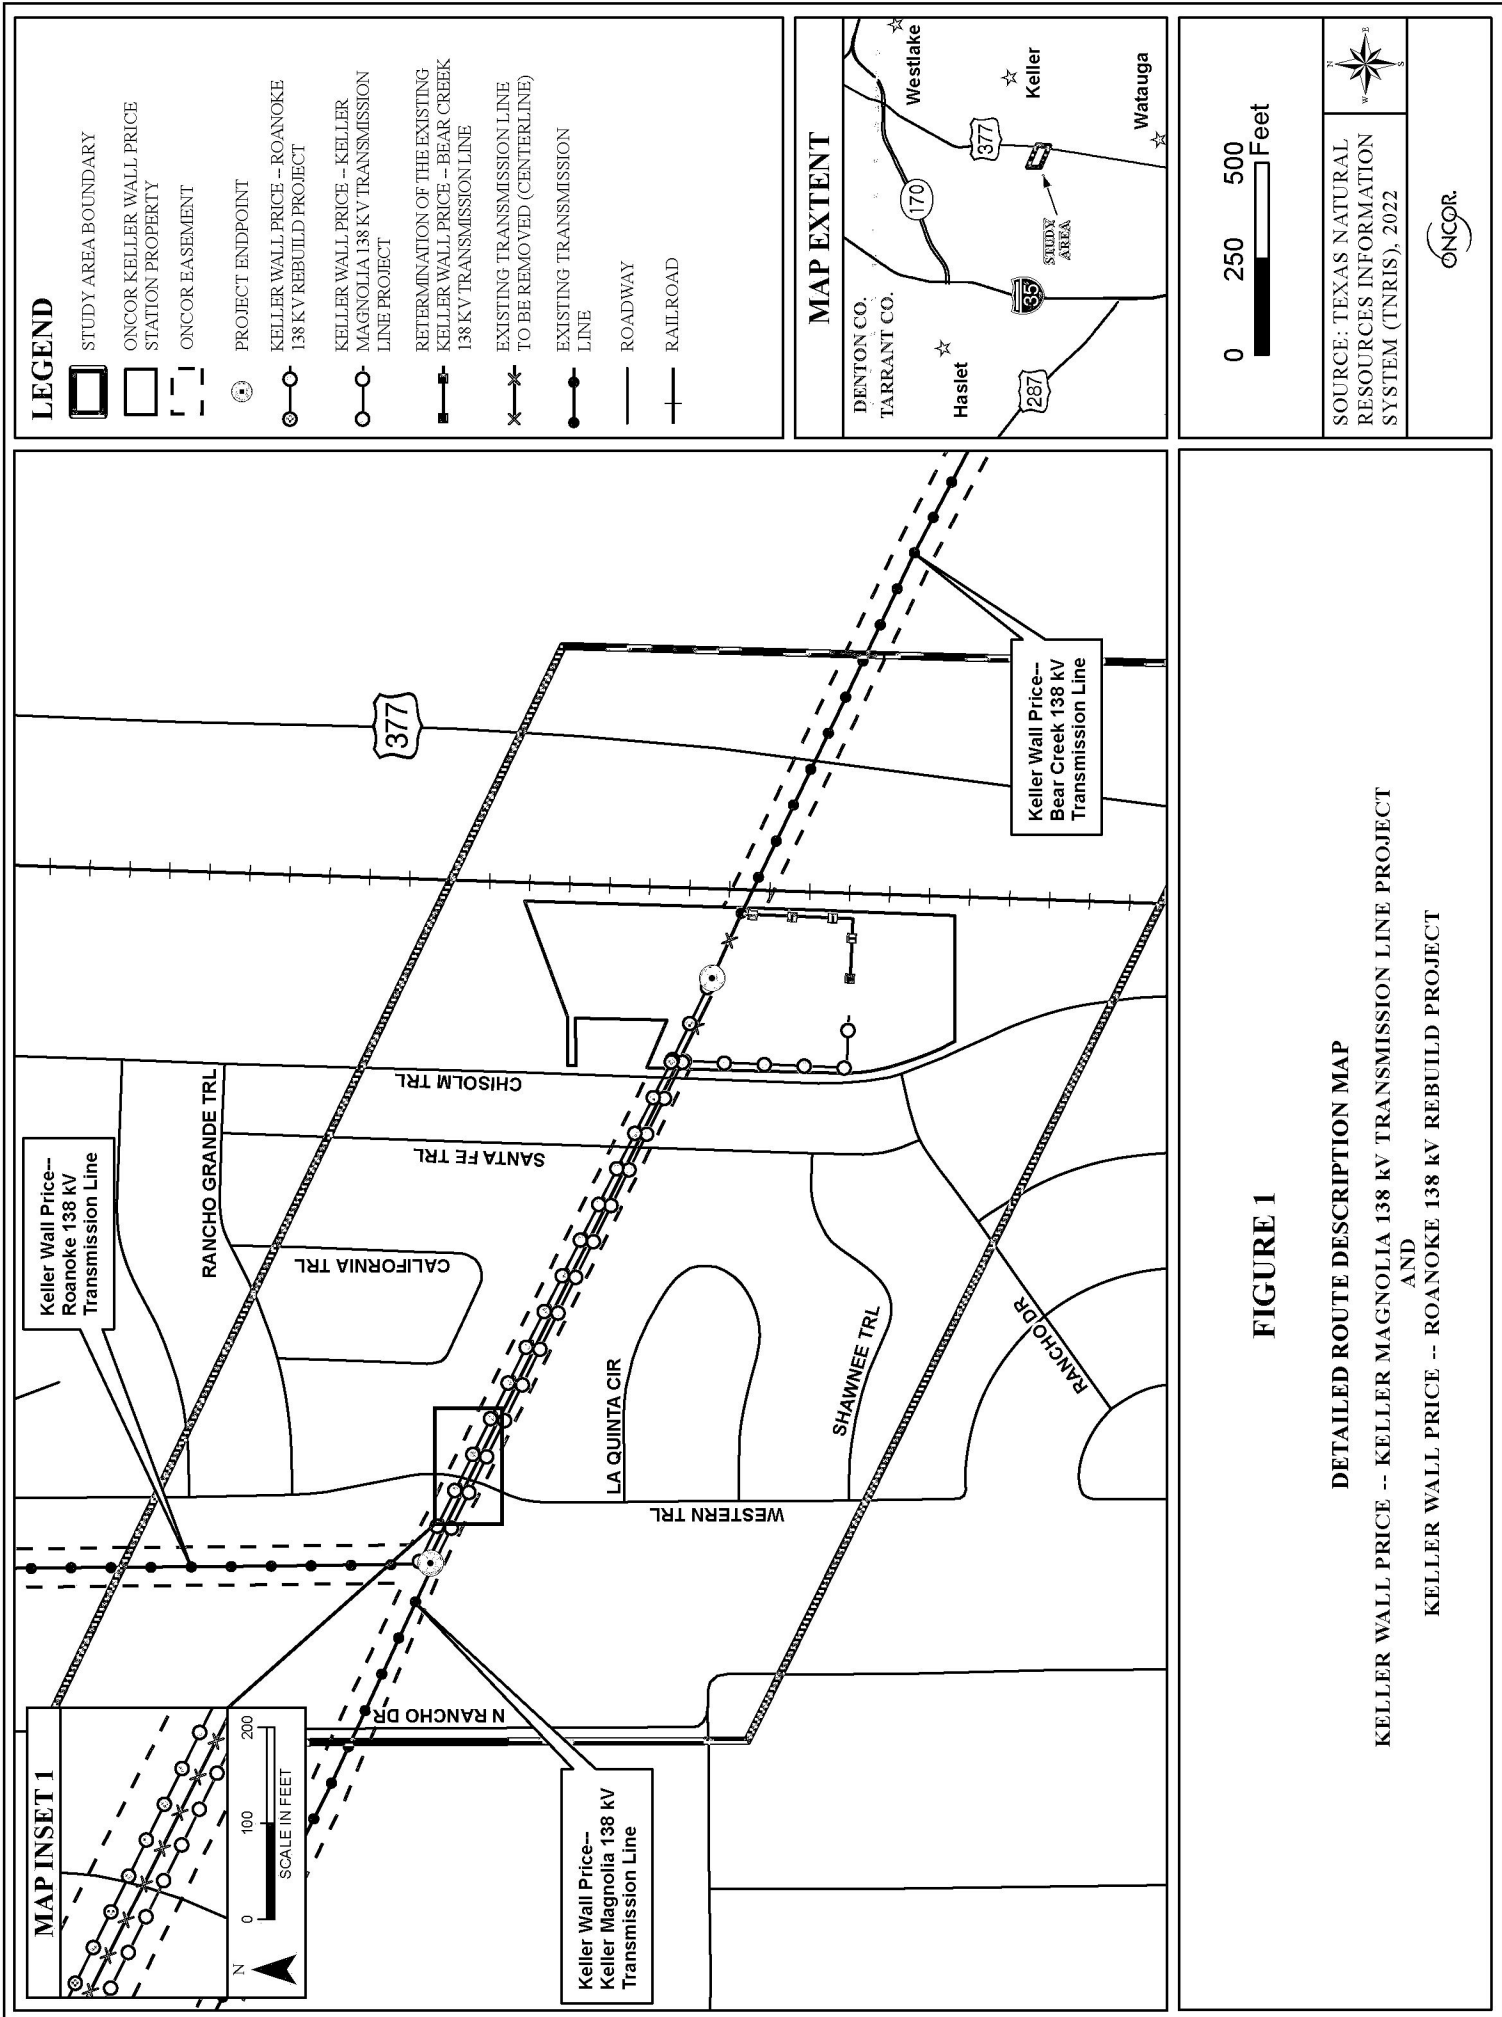 MAP INSET 1
N
0 100 200
SCALE IN FEET
Keller Wall Price--
Roanoke 138 kV
Transmission Line
Keller Wall Price--
Keller Magnolia 138 kV
Transmission Line
Keller Wall Price--
Bear Creek 138 kV
Transmission Line
N RANCHO DR
WESTERN TRL
LA QUINTA CIR
SHAWNEE TRL
RANCHO DR
CALIFORNIA TRL
RANCHO GRANDE TRL
SANTA FE TRL
CHISOLM TRL
377
LEGEND
STUDY AREA BOUNDARY
ONCOR KELLER WALL PRICE
STATION PROPERTY
ONCOR EASEMENT
PROJECT ENDPOINT
KELLER WALL PRICE -- ROANOKE
138 KV REBUILD PROJECT
KELLER WALL PRICE -- KELLER
MAGNOLIA 138 KV TRANSMISSION
LINE PROJECT
RETERMINATION OF THE EXISTING
KELLER WALL PRICE -- BEAR CREEK
138 KV TRANSMISSION LINE
EXISTING TRANSMISSION LINE
TO BE REMOVED (CENTERLINE)
EXISTING TRANSMISSION
LINE
ROADWAY
RAILROAD
MAP EXTENT
DENTON CO.
TARRANT CO.
Haslet
287
35
170
377
STUDY
AREA
Westlake
Keller
Watauga
FIGURE 1
DETAILED ROUTE DESCRIPTION MAP
KELLER WALL PRICE -- KELLER MAGNOLIA 138 kV TRANSMISSION LINE PROJECT
AND
KELLER WALL PRICE -- ROANOKE 138 kV REBUILD PROJECT
0 250 500
Feet
SOURCE: TEXAS NATURAL
RESOURCES INFORMATION
SYSTEM (TNRIS), 2022
N
W E
S
ONCOR.